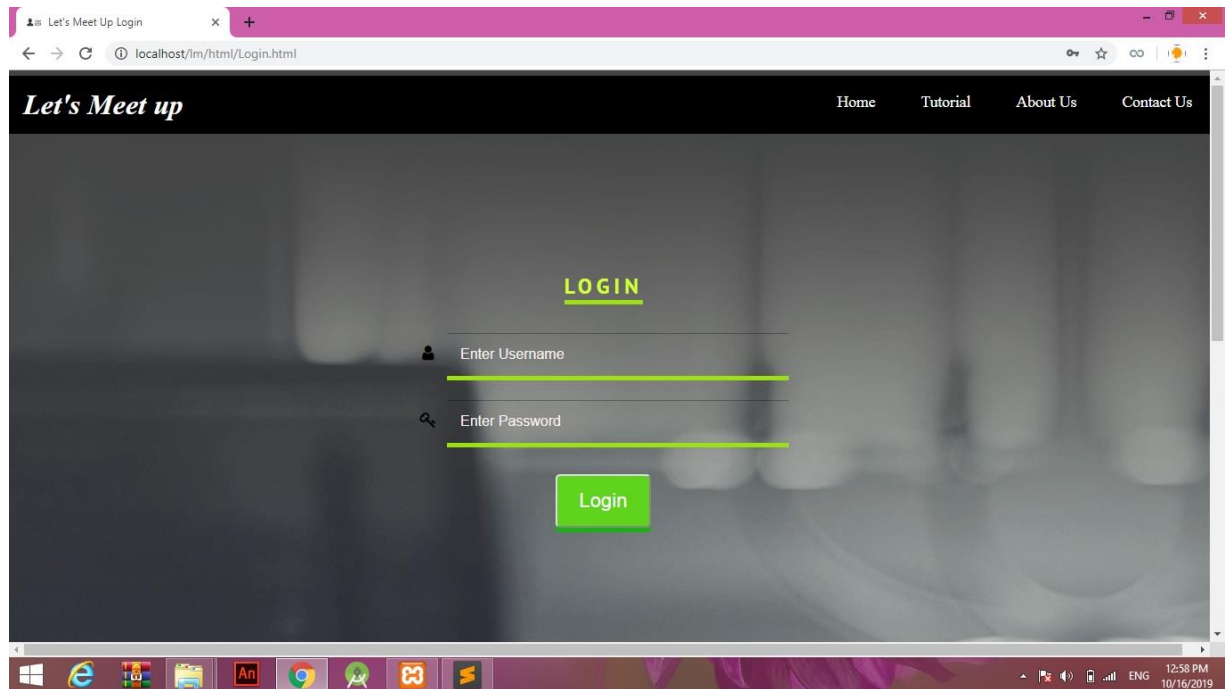 Let's Meet Up Login
localhost/lm/html/Login.html
Let's Meet up
Home Tutorial About Us Contact Us
LOGIN
Enter Username
Enter Password
Login
An
ENG
12:58 PM
10/16/2019